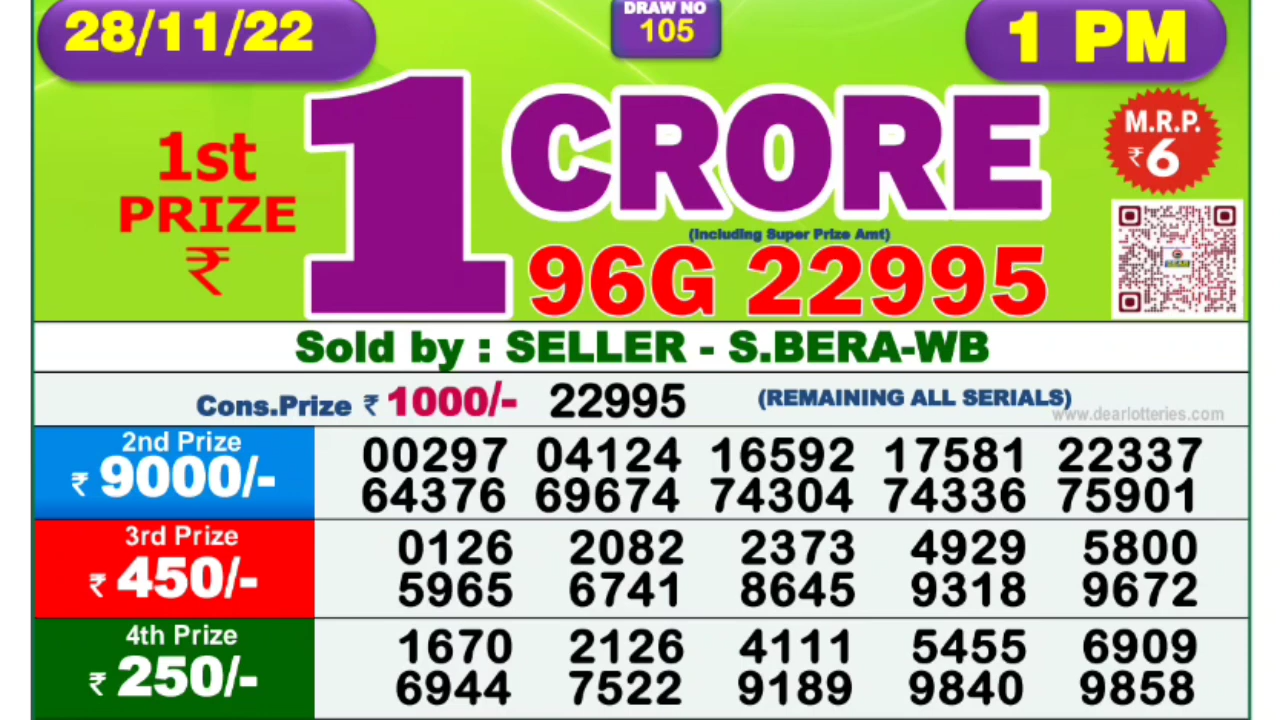 28/11/22
DRAW NO
105
1 PM
1st
PRIZE
₹
1 CRORE
(Including Super Prize Amt)
96G 22995
M.R.P.
₹6
Sold by : SELLER - S.BERA-WB
Cons.Prize ₹ 1000/- 22995 (REMAINING ALL SERIALS)
www.dearlotteries.com
2nd Prize
₹ 9000/-
00297 04124 16592 17581 22337
64376 69674 74304 74336 75901
3rd Prize
₹ 450/-
0126 2082 2373 4929 5800
5965 6741 8645 9318 9672
4th Prize
₹ 250/-
1670 2126 4111 5455 6909
6944 7522 9189 9840 9858